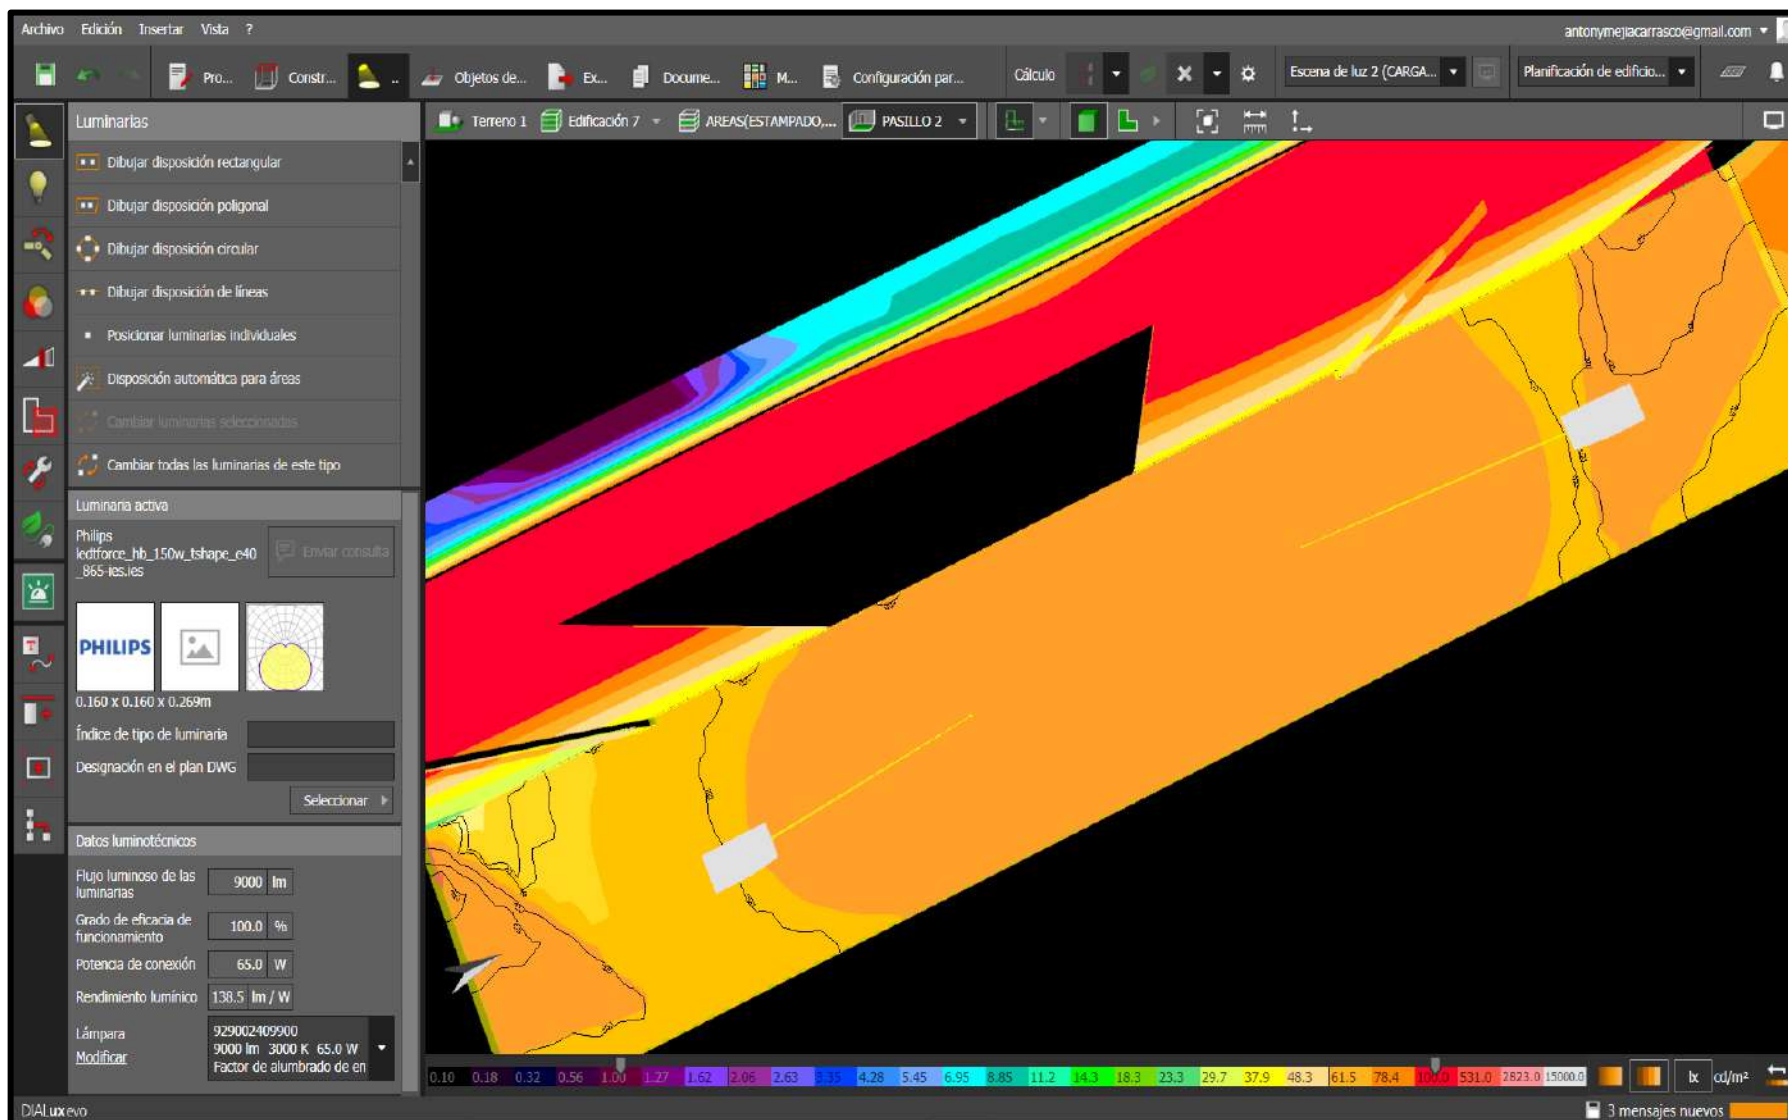 Archivo Edición Insertar Vista ?
antonymejiacarrasco@gmail.com
Pro... Constr... .. Objetos de... Ex... Docume... M... Configuración par... Cálculo Escena de luz 2 (CARGA... Planificación de edificio...
Luminarias
Terreno 1 Edificación 7 AREAS(ESTAMPADO,... PASILLO 2
Dibujar disposición rectangular
Dibujar disposición poligonal
Dibujar disposición circular
Dibujar disposición de líneas
Posicionar luminarias individuales
Disposición automática para áreas
Cambiar luminarias seleccionadas
Cambiar todas las luminarias de este tipo
Luminaria activa
Philips
ledtforce_hb_150w_tshape_e40
_865-ies.ies
Enviar consulta
PHILIPS
0.160 x 0.160 x 0.269m
Índice de tipo de luminaria
Designación en el plan DWG
Seleccionar
Datos luminotécnicos
Flujo luminoso de las
luminarias
9000 lm
Grado de eficacia de
funcionamiento
100.0 %
Potencia de conexión 65.0 W
Rendimiento lumínico 138.5 lm / W
Lámpara
Modificar
929002409900
9000 lm 3000 K 65.0 W
Factor de alumbrado de en
0.10 0.18 0.32 0.56 1.00 1.27 1.62 2.06 2.63 3.35 4.28 5.45 6.95 8.85 11.2 14.3 18.3 23.3 29.7 37.9 48.3 61.5 78.4 100.0 531.0 2823.0 15000.0 lx cd/m²
DIALux evo
3 mensajes nuevos